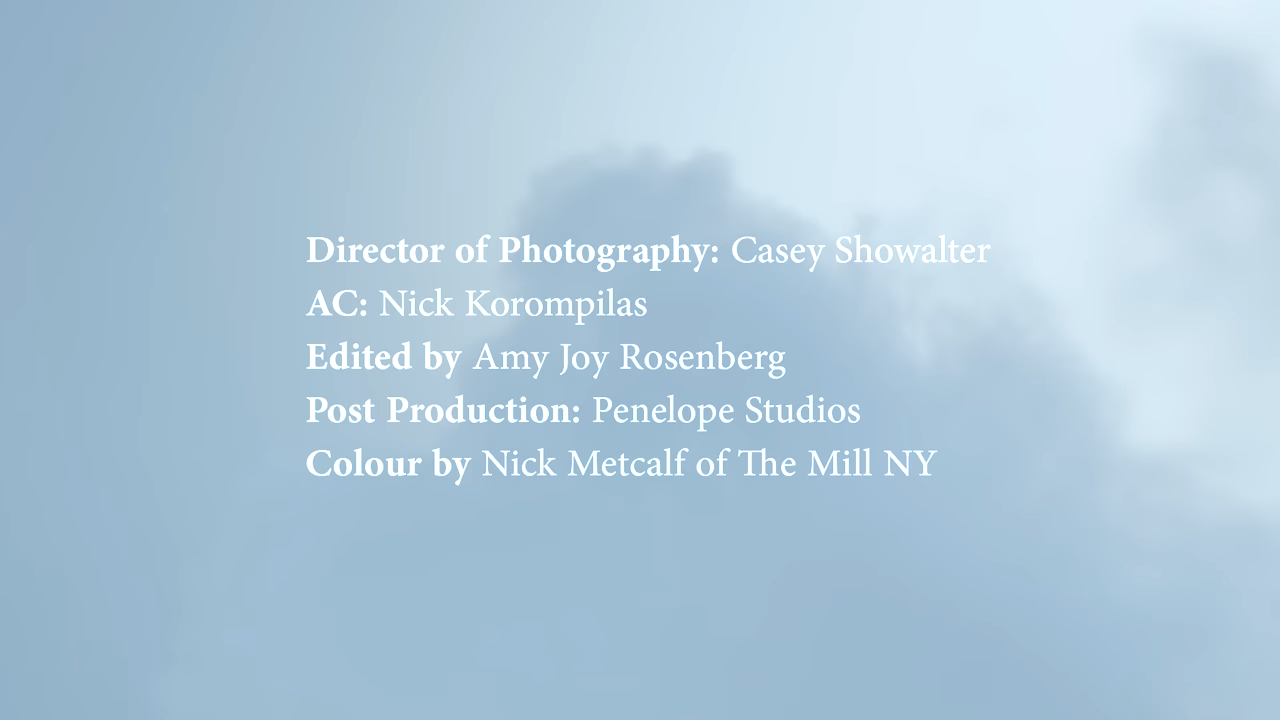 Director of Photography: Casey Showalter
AC: Nick Korompilas
Edited by Amy Joy Rosenberg
Post Production: Penelope Studios
Colour by Nick Metcalf of The Mill NY